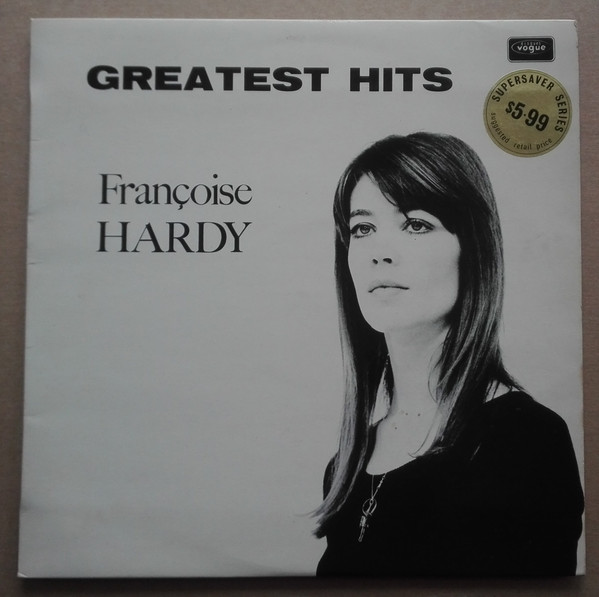 vogue
GREATEST HITS
SUPERSAVER SERIES
$5.99
suggested retail price
Françoise
HARDY